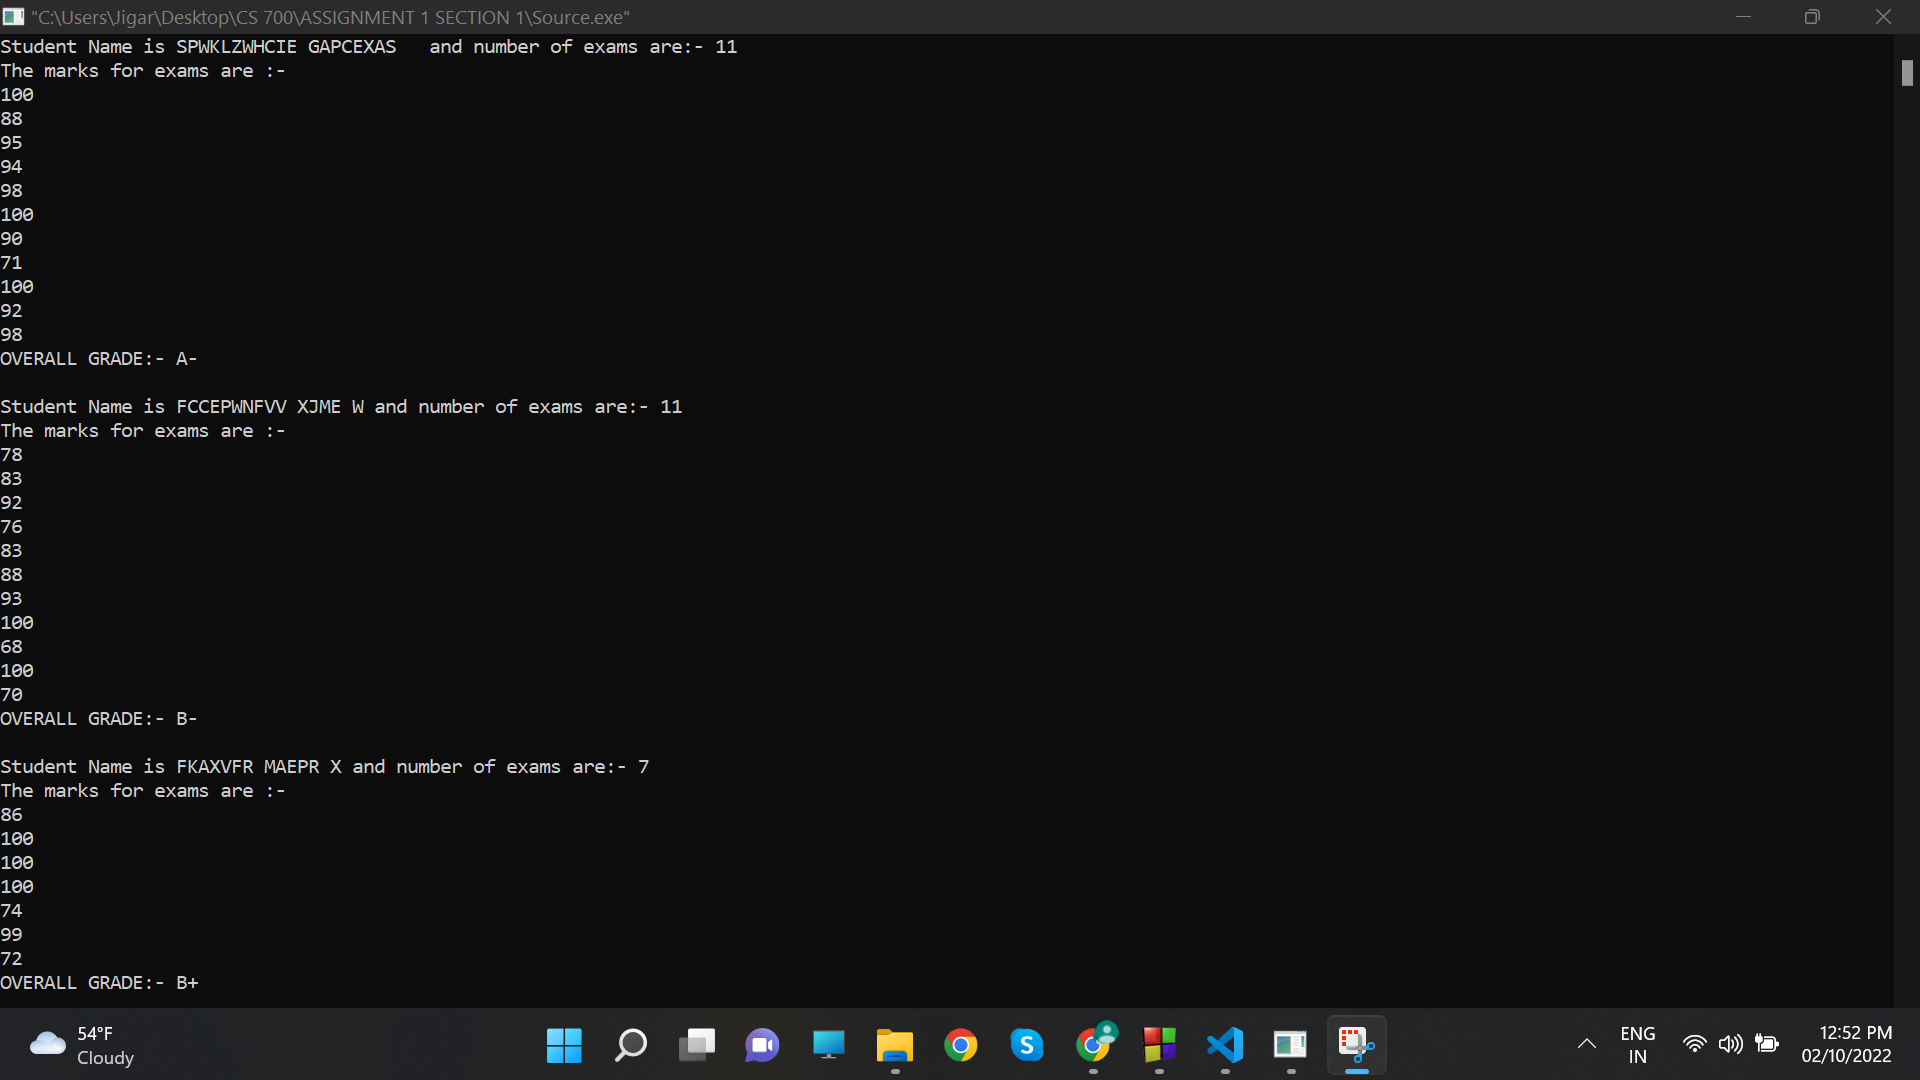 "C:\Users\Jigar\Desktop\CS 700\ASSIGNMENT 1 SECTION 1\Source.exe"
Student Name is SPWKLZWHCIE GAPCEXAS   and number of exams are:- 11
The marks for exams are :-
100
88
95
94
98
100
90
71
100
92
98
OVERALL GRADE:- A-

Student Name is FCCEPWNFVV XJME W and number of exams are:- 11
The marks for exams are :-
78
83
92
76
83
88
93
100
68
100
70
OVERALL GRADE:- B-

Student Name is FKAXVFR MAEPR X and number of exams are:- 7
The marks for exams are :-
86
100
100
100
74
99
72
OVERALL GRADE:- B+
54°F
Cloudy
S
ENG
IN
12:52 PM
02/10/2022